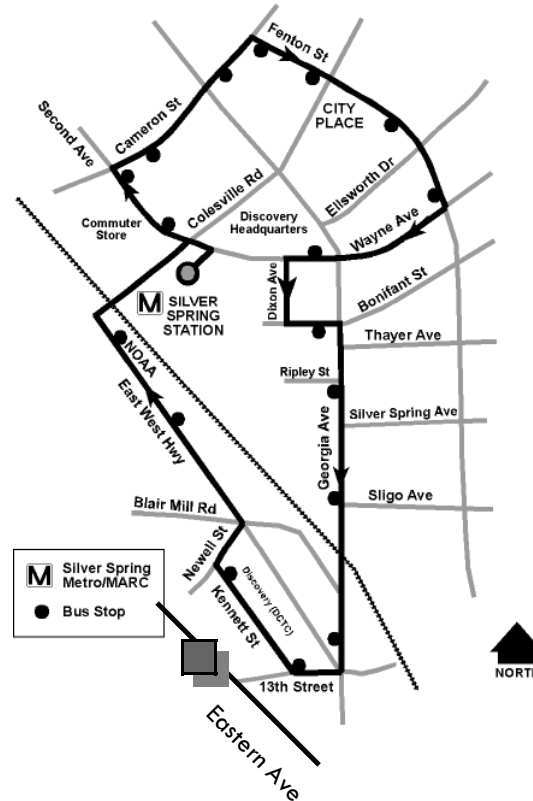 Fenton St
CITY
PLACE
Cameron St
Second Ave
Colesville Rd
Ellsworth Dr
Commuter
Store
Discovery
Headquarters
Wayne Ave
M
SILVER
SPRING
STATION
Dixon Ave
Bonifant St
Thayer Ave
NOAA
Ripley St
East West Hwy
Georgia Ave
Silver Spring Ave
Blair Mill Rd
Sligo Ave
Newell St
Discovery (DCTC)
Kennett St
M
Silver Spring
Metro/MARC
Bus Stop
13th Street
NORTH
Eastern Ave